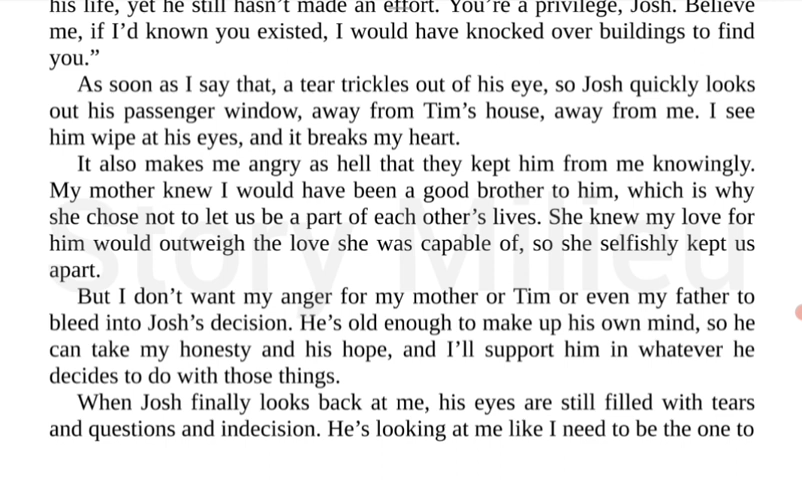 his life, yet he still hasn’t made an effort. You’re a privilege, Josh. Believe
me, if I’d known you existed, I would have knocked over buildings to find
you.”
As soon as I say that, a tear trickles out of his eye, so Josh quickly looks
out his passenger window, away from Tim’s house, away from me. I see
him wipe at his eyes, and it breaks my heart.
It also makes me angry as hell that they kept him from me knowingly.
My mother knew I would have been a good brother to him, which is why
she chose not to let us be a part of each other’s lives. She knew my love for
him would outweigh the love she was capable of, so she selfishly kept us
apart.
But I don’t want my anger for my mother or Tim or even my father to
bleed into Josh’s decision. He’s old enough to make up his own mind, so he
can take my honesty and his hope, and I’ll support him in whatever he
decides to do with those things.
When Josh finally looks back at me, his eyes are still filled with tears
and questions and indecision. He’s looking at me like I need to be the one to
Story Milieu